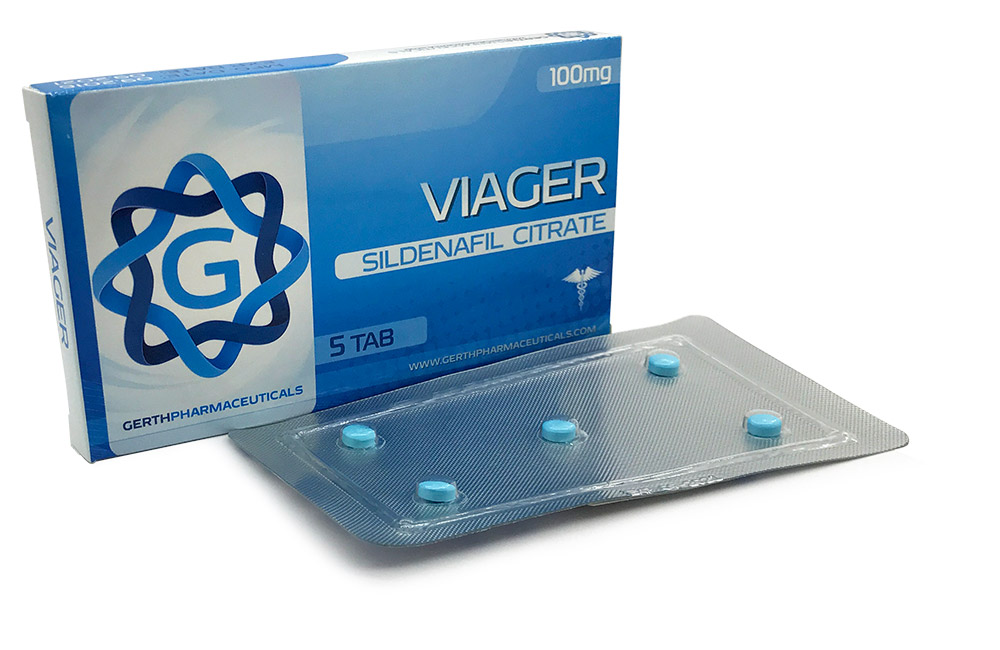 100mg
VIAGER
SILDENAFIL CITRATE
5 TAB
WWW.GERTHPHARMACEUTICALS.COM
G
GERTHPHARMACEUTICALS
VIAGER